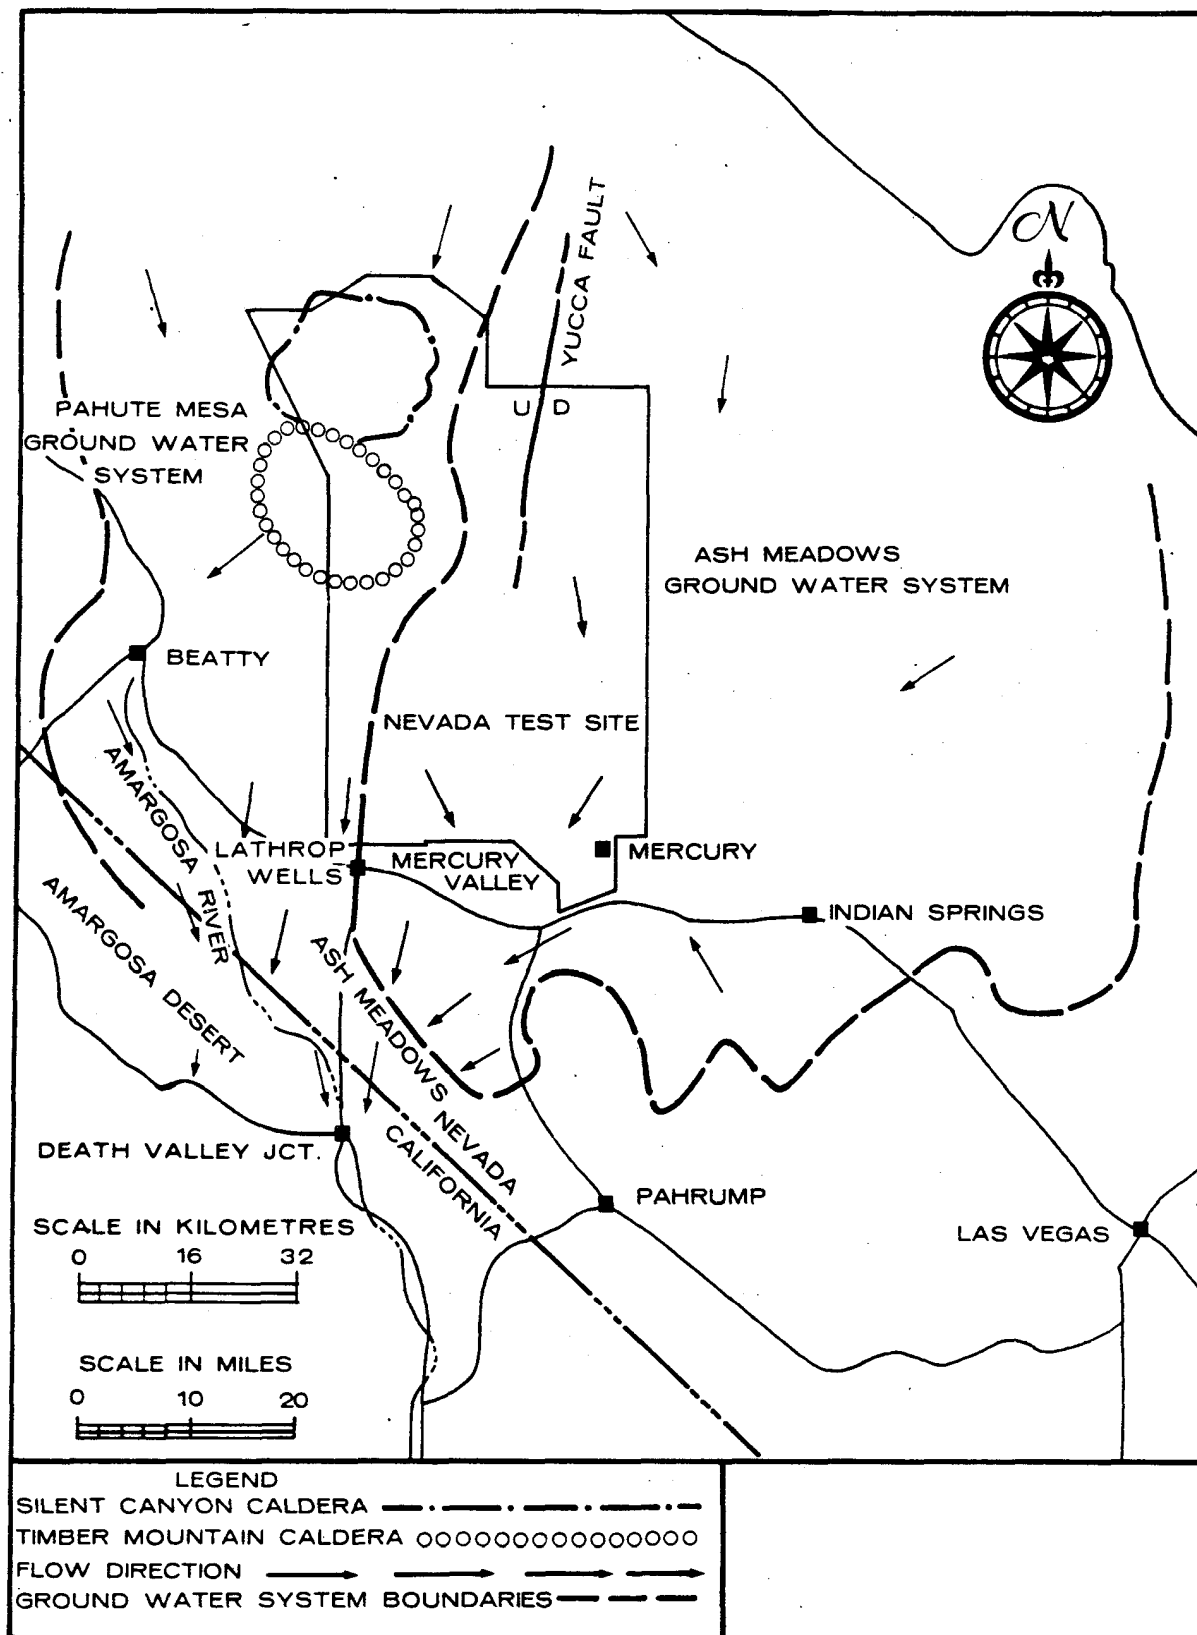 N
YUCCA FAULT
U D
PAHUTE MESA
GROUND WATER
SYSTEM
ASH MEADOWS
GROUND WATER SYSTEM
BEATTY
NEVADA TEST SITE
AMARGOSA RIVER
LATHROP
WELLS
MERCURY
VALLEY
MERCURY
AMARGOSA DESERT
INDIAN SPRINGS
ASH MEADOWS
NEVADA
CALIFORNIA
DEATH VALLEY JCT.
PAHRUMP
LAS VEGAS
SCALE IN KILOMETRES
0 16 32
SCALE IN MILES
0 10 20
LEGEND
SILENT CANYON CALDERA
TIMBER MOUNTAIN CALDERA
FLOW DIRECTION
GROUND WATER SYSTEM BOUNDARIES